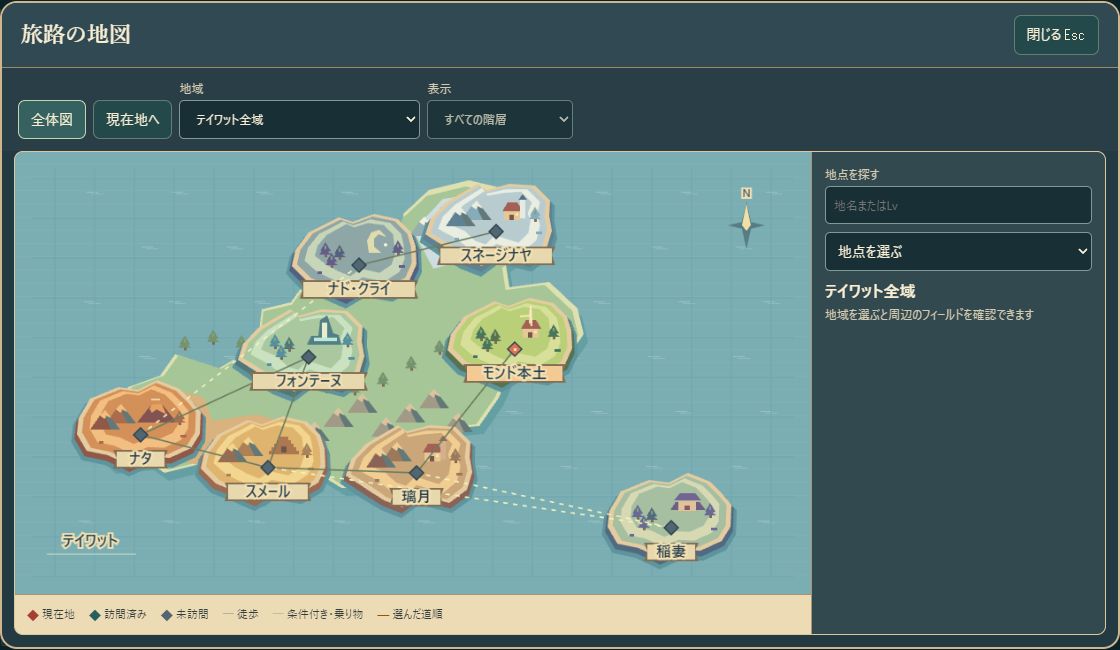 旅路の地図
閉じる Esc
地域
表示
全体図
現在地へ
テイワット全域
すべての階層
地点を探す
地名またはLv
地点を選ぶ
テイワット全域
地域を選ぶと周辺のフィールドを確認できます
N
スネージナヤ
ナド・クライ
モンド本土
フォンテーヌ
ナタ
スメール
璃月
稲妻
テイワット
現在地
訪問済み
未訪問
徒歩
条件付き・乗り物
選んだ道順